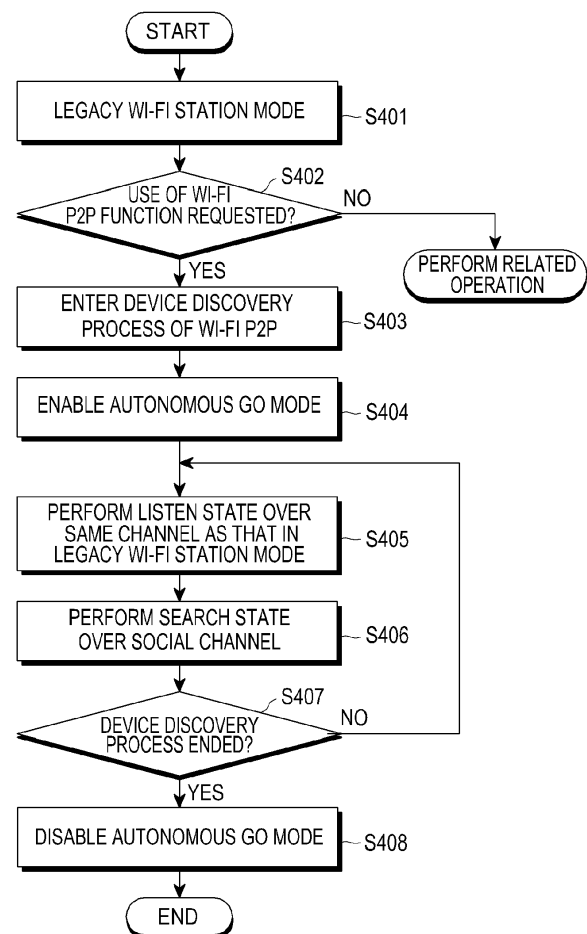 START
LEGACY WI-FI STATION MODE
S401
S402
USE OF WI-FI
P2P FUNCTION REQUESTED?
NO
YES
PERFORM RELATED
OPERATION
ENTER DEVICE DISCOVERY
PROCESS OF WI-FI P2P
S403
ENABLE AUTONOMOUS GO MODE
S404
PERFORM LISTEN STATE OVER
SAME CHANNEL AS THAT IN
LEGACY WI-FI STATION MODE
S405
PERFORM SEARCH STATE
OVER SOCIAL CHANNEL
S406
S407
DEVICE DISCOVERY
PROCESS ENDED?
NO
YES
DISABLE AUTONOMOUS GO MODE
S408
END